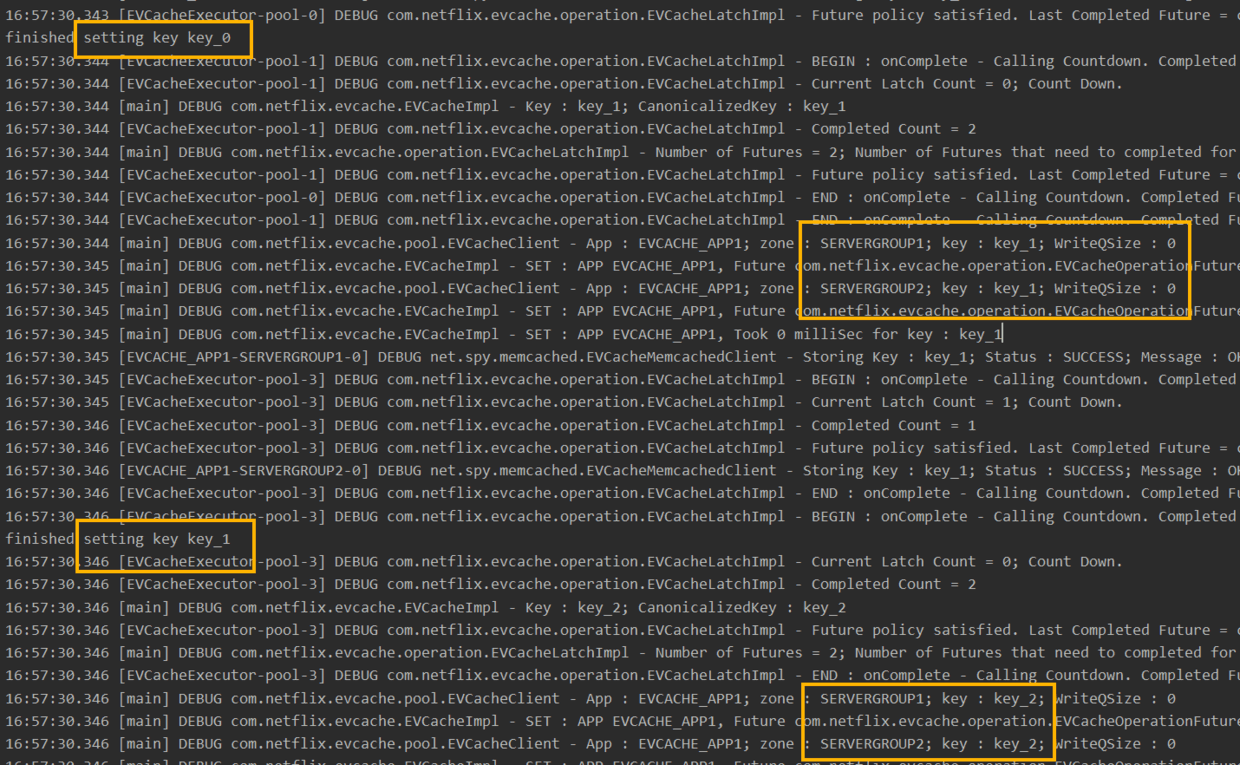 16:57:30.343 [EVCacheExecutor-pool-0] DEBUG com.netflix.evcache.operation.EVCacheLatchImpl - Future policy satisfied. Last Completed Future =
finished setting key key_0
16:57:30.344 [EVCacheExecutor-pool-1] DEBUG com.netflix.evcache.operation.EVCacheLatchImpl - BEGIN : onComplete - Calling Countdown. Completed
16:57:30.344 [EVCacheExecutor-pool-1] DEBUG com.netflix.evcache.operation.EVCacheLatchImpl - Current Latch Count = 0; Count Down.
16:57:30.344 [main] DEBUG com.netflix.evcache.EVCacheImpl - Key : key_1; CanonicalizedKey : key_1
16:57:30.344 [EVCacheExecutor-pool-1] DEBUG com.netflix.evcache.operation.EVCacheLatchImpl - Completed Count = 2
16:57:30.344 [main] DEBUG com.netflix.evcache.operation.EVCacheLatchImpl - Number of Futures = 2; Number of Futures that need to completed for
16:57:30.344 [EVCacheExecutor-pool-1] DEBUG com.netflix.evcache.operation.EVCacheLatchImpl - Future policy satisfied. Last Completed Future =
16:57:30.344 [EVCacheExecutor-pool-0] DEBUG com.netflix.evcache.operation.EVCacheLatchImpl - END : onComplete - Calling Countdown. Completed Fu
16:57:30.344 [EVCacheExecutor-pool-1] DEBUG com.netflix.evcache.operation.EVCacheLatchImpl - END : onComplete - Calling Countdown. Completed Fu
16:57:30.344 [main] DEBUG com.netflix.evcache.pool.EVCacheClient - App : EVCACHE_APP1; zone : SERVERGROUP1; key : key_1; WriteQSize : 0
16:57:30.345 [main] DEBUG com.netflix.evcache.EVCacheImpl - SET : APP EVCACHE_APP1, Future com.netflix.evcache.operation.EVCacheOperationFuture
16:57:30.345 [main] DEBUG com.netflix.evcache.pool.EVCacheClient - App : EVCACHE_APP1; zone : SERVERGROUP2; key : key_1; WriteQSize : 0
16:57:30.345 [main] DEBUG com.netflix.evcache.EVCacheImpl - SET : APP EVCACHE_APP1, Future com.netflix.evcache.operation.EVCacheOperationFuture
16:57:30.345 [main] DEBUG com.netflix.evcache.EVCacheImpl - SET : APP EVCACHE_APP1, Took 0 milliSec for key : key_1
16:57:30.345 [EVCACHE_APP1-SERVERGROUP1-0] DEBUG net.spy.memcached.EVCacheMemcachedClient - Storing Key : key_1; Status : SUCCESS; Message : OK
16:57:30.345 [EVCacheExecutor-pool-3] DEBUG com.netflix.evcache.operation.EVCacheLatchImpl - BEGIN : onComplete - Calling Countdown. Completed
16:57:30.345 [EVCacheExecutor-pool-3] DEBUG com.netflix.evcache.operation.EVCacheLatchImpl - Current Latch Count = 1; Count Down.
16:57:30.346 [EVCacheExecutor-pool-3] DEBUG com.netflix.evcache.operation.EVCacheLatchImpl - Completed Count = 1
16:57:30.346 [EVCacheExecutor-pool-3] DEBUG com.netflix.evcache.operation.EVCacheLatchImpl - Future policy satisfied. Last Completed Future =
16:57:30.346 [EVCACHE_APP1-SERVERGROUP2-0] DEBUG net.spy.memcached.EVCacheMemcachedClient - Storing Key : key_1; Status : SUCCESS; Message : OK
16:57:30.346 [EVCacheExecutor-pool-3] DEBUG com.netflix.evcache.operation.EVCacheLatchImpl - END : onComplete - Calling Countdown. Completed Fu
16:57:30.346 [EVCacheExecutor-pool-3] DEBUG com.netflix.evcache.operation.EVCacheLatchImpl - BEGIN : onComplete - Calling Countdown. Completed
finished setting key key_1
16:57:30.346 [EVCacheExecutor-pool-3] DEBUG com.netflix.evcache.operation.EVCacheLatchImpl - Current Latch Count = 0; Count Down.
16:57:30.346 [EVCacheExecutor-pool-3] DEBUG com.netflix.evcache.operation.EVCacheLatchImpl - Completed Count = 2
16:57:30.346 [main] DEBUG com.netflix.evcache.EVCacheImpl - Key : key_2; CanonicalizedKey : key_2
16:57:30.346 [EVCacheExecutor-pool-3] DEBUG com.netflix.evcache.operation.EVCacheLatchImpl - Future policy satisfied. Last Completed Future =
16:57:30.346 [main] DEBUG com.netflix.evcache.operation.EVCacheLatchImpl - Number of Futures = 2; Number of Futures that need to completed for
16:57:30.346 [EVCacheExecutor-pool-3] DEBUG com.netflix.evcache.operation.EVCacheLatchImpl - END : onComplete - Calling Countdown. Completed Fu
16:57:30.346 [main] DEBUG com.netflix.evcache.pool.EVCacheClient - App : EVCACHE_APP1; zone : SERVERGROUP1; key : key_2; WriteQSize : 0
16:57:30.346 [main] DEBUG com.netflix.evcache.EVCacheImpl - SET : APP EVCACHE_APP1, Future com.netflix.evcache.operation.EVCacheOperationFuture
16:57:30.346 [main] DEBUG com.netflix.evcache.pool.EVCacheClient - App : EVCACHE_APP1; zone : SERVERGROUP2; key : key_2; WriteQSize : 0